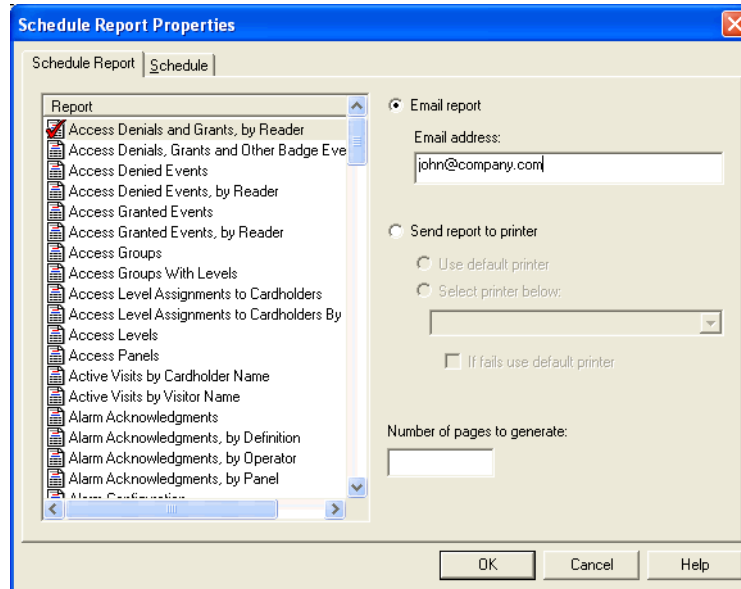 Schedule Report Properties
Schedule Report
Schedule
Report
Access Denials and Grants, by Reader
Access Denials, Grants and Other Badge Eve
Access Denied Events
Access Denied Events, by Reader
Access Granted Events
Access Granted Events, by Reader
Access Groups
Access Groups With Levels
Access Level Assignments to Cardholders
Access Level Assignments to Cardholders By
Access Levels
Access Panels
Active Visits by Cardholder Name
Active Visits by Visitor Name
Alarm Acknowledgments
Alarm Acknowledgments, by Definition
Alarm Acknowledgments, by Operator
Alarm Acknowledgments, by Panel
Alarm Configuration
Email report
Email address:
john@company.com
Send report to printer
Use default printer
Select printer below:
If fails use default printer
Number of pages to generate:
OK
Cancel
Help